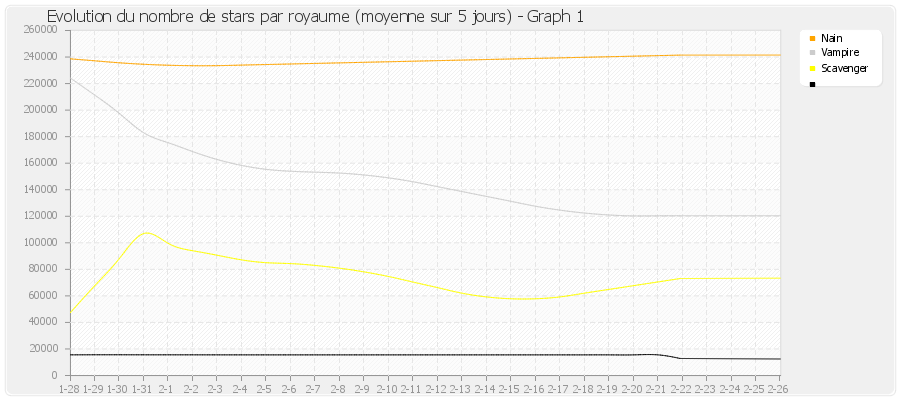 Evolution du nombre de stars par royaume (moyenne sur 5 jours) - Graph 1
260000
240000
220000
200000
180000
160000
140000
120000
100000
80000
60000
40000
20000
0
1-28 1-29 1-30 1-31 2-1 2-2 2-3 2-4 2-5 2-6 2-7 2-8 2-9 2-10 2-11 2-12 2-13 2-14 2-15 2-16 2-17 2-18 2-19 2-20 2-21 2-22 2-23 2-24 2-25 2-26
Nain
Vampire
Scavenger